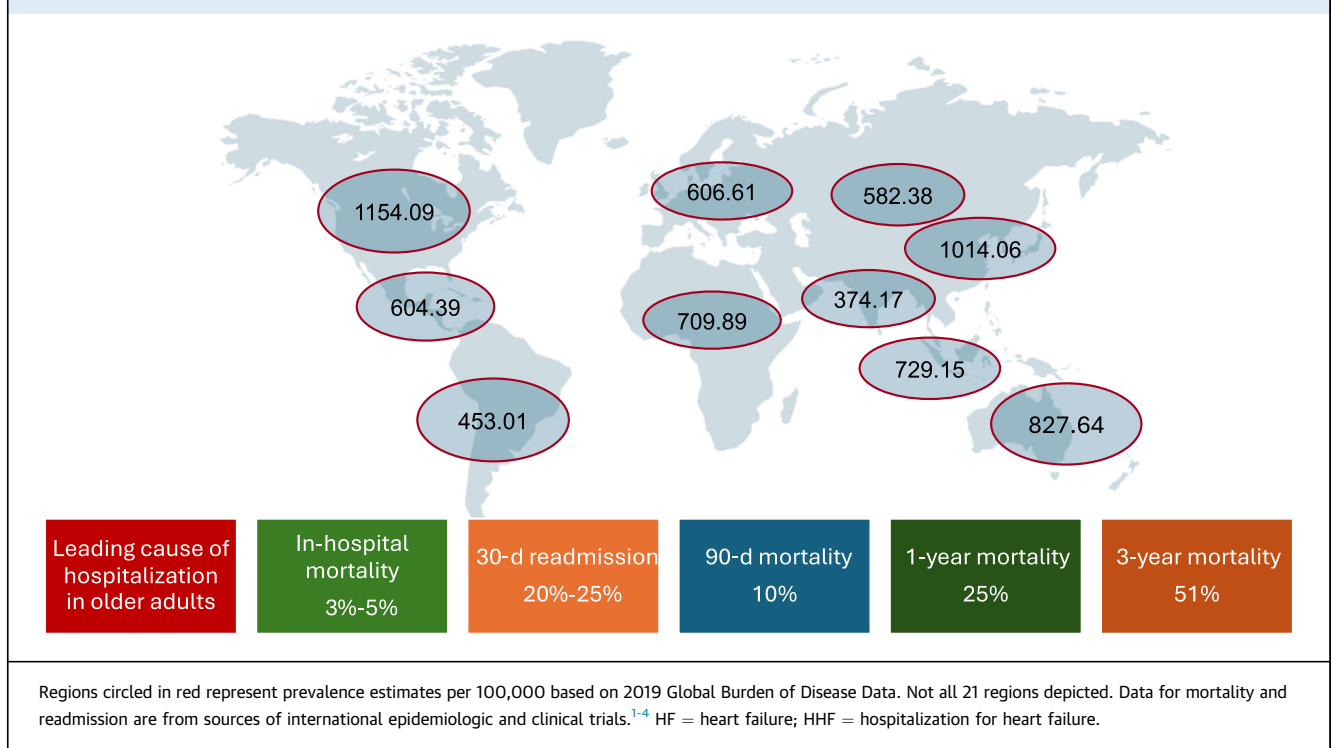 606.61
582.38
1154.09
1014.06
374.17
604.39
709.89
729.15
453.01
827.64
Leading cause of
hospitalization
in older adults
In-hospital
mortality
3%-5%
30-d readmission
20%-25%
90-d mortality
10%
1-year mortality
25%
3-year mortality
51%
Regions circled in red represent prevalence estimates per 100,000 based on 2019 Global Burden of Disease Data. Not all 21 regions depicted. Data for mortality and
readmission are from sources of international epidemiologic and clinical trials.1-4 HF = heart failure; HHF = hospitalization for heart failure.